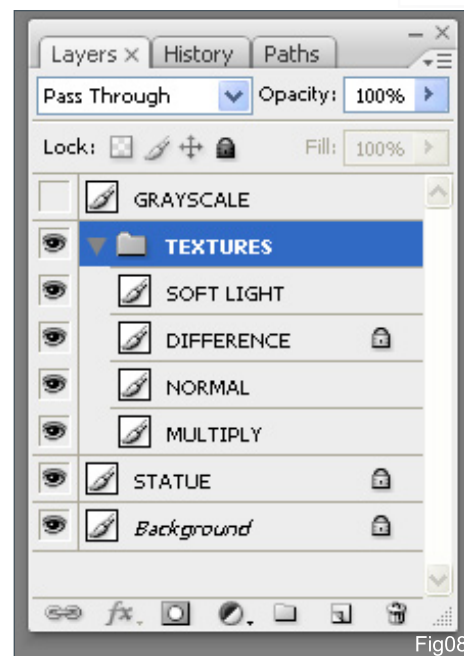 Layers × History Paths
Pass Through Opacity: 100%
Lock: Fill: 100%
GRAYSCALE
TEXTURES
SOFT LIGHT
DIFFERENCE
NORMAL
MULTIPLY
STATUE
Background
fx.
Fig08